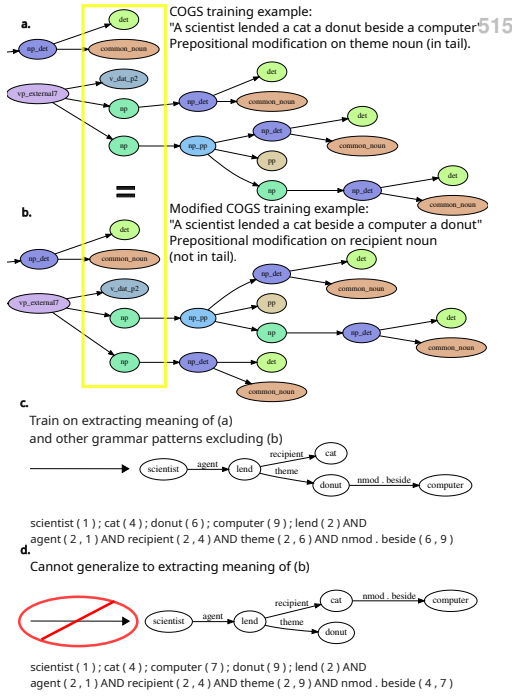 a.
COGS training example:
"A scientist lended a cat a donut beside a computer"
Prepositional modification on theme noun (in tail).
515
det
np_det
common_noun
v_dat_p2
vp_external7
np
np_det
det
common_noun
np
np_pp
np_det
det
common_noun
pp
np
np_det
det
common_noun
=
b.
Modified COGS training example:
"A scientist lended a cat beside a computer a donut"
Prepositional modification on recipient noun
(not in tail).
det
np_det
common_noun
v_dat_p2
vp_external7
np
np_pp
np_det
det
common_noun
pp
np
np_det
det
common_noun
np
np_det
det
common_noun
c.
Train on extracting meaning of (a)
and other grammar patterns excluding (b)
scientist
agent
lend
recipient
cat
theme
donut
nmod . beside
computer
scientist ( 1 ) ; cat ( 4 ) ; donut ( 6 ) ; computer ( 9 ) ; lend ( 2 ) AND
agent ( 2 , 1 ) AND recipient ( 2 , 4 ) AND theme ( 2 , 6 ) AND nmod . beside ( 6 , 9 )
d.
Cannot generalize to extracting meaning of (b)
scientist
agent
lend
recipient
cat
nmod . beside
computer
theme
donut
scientist ( 1 ) ; cat ( 4 ) ; computer ( 7 ) ; donut ( 9 ) ; lend ( 2 ) AND
agent ( 2 , 1 ) AND recipient ( 2 , 4 ) AND theme ( 2 , 9 ) AND nmod . beside ( 4 , 7 )